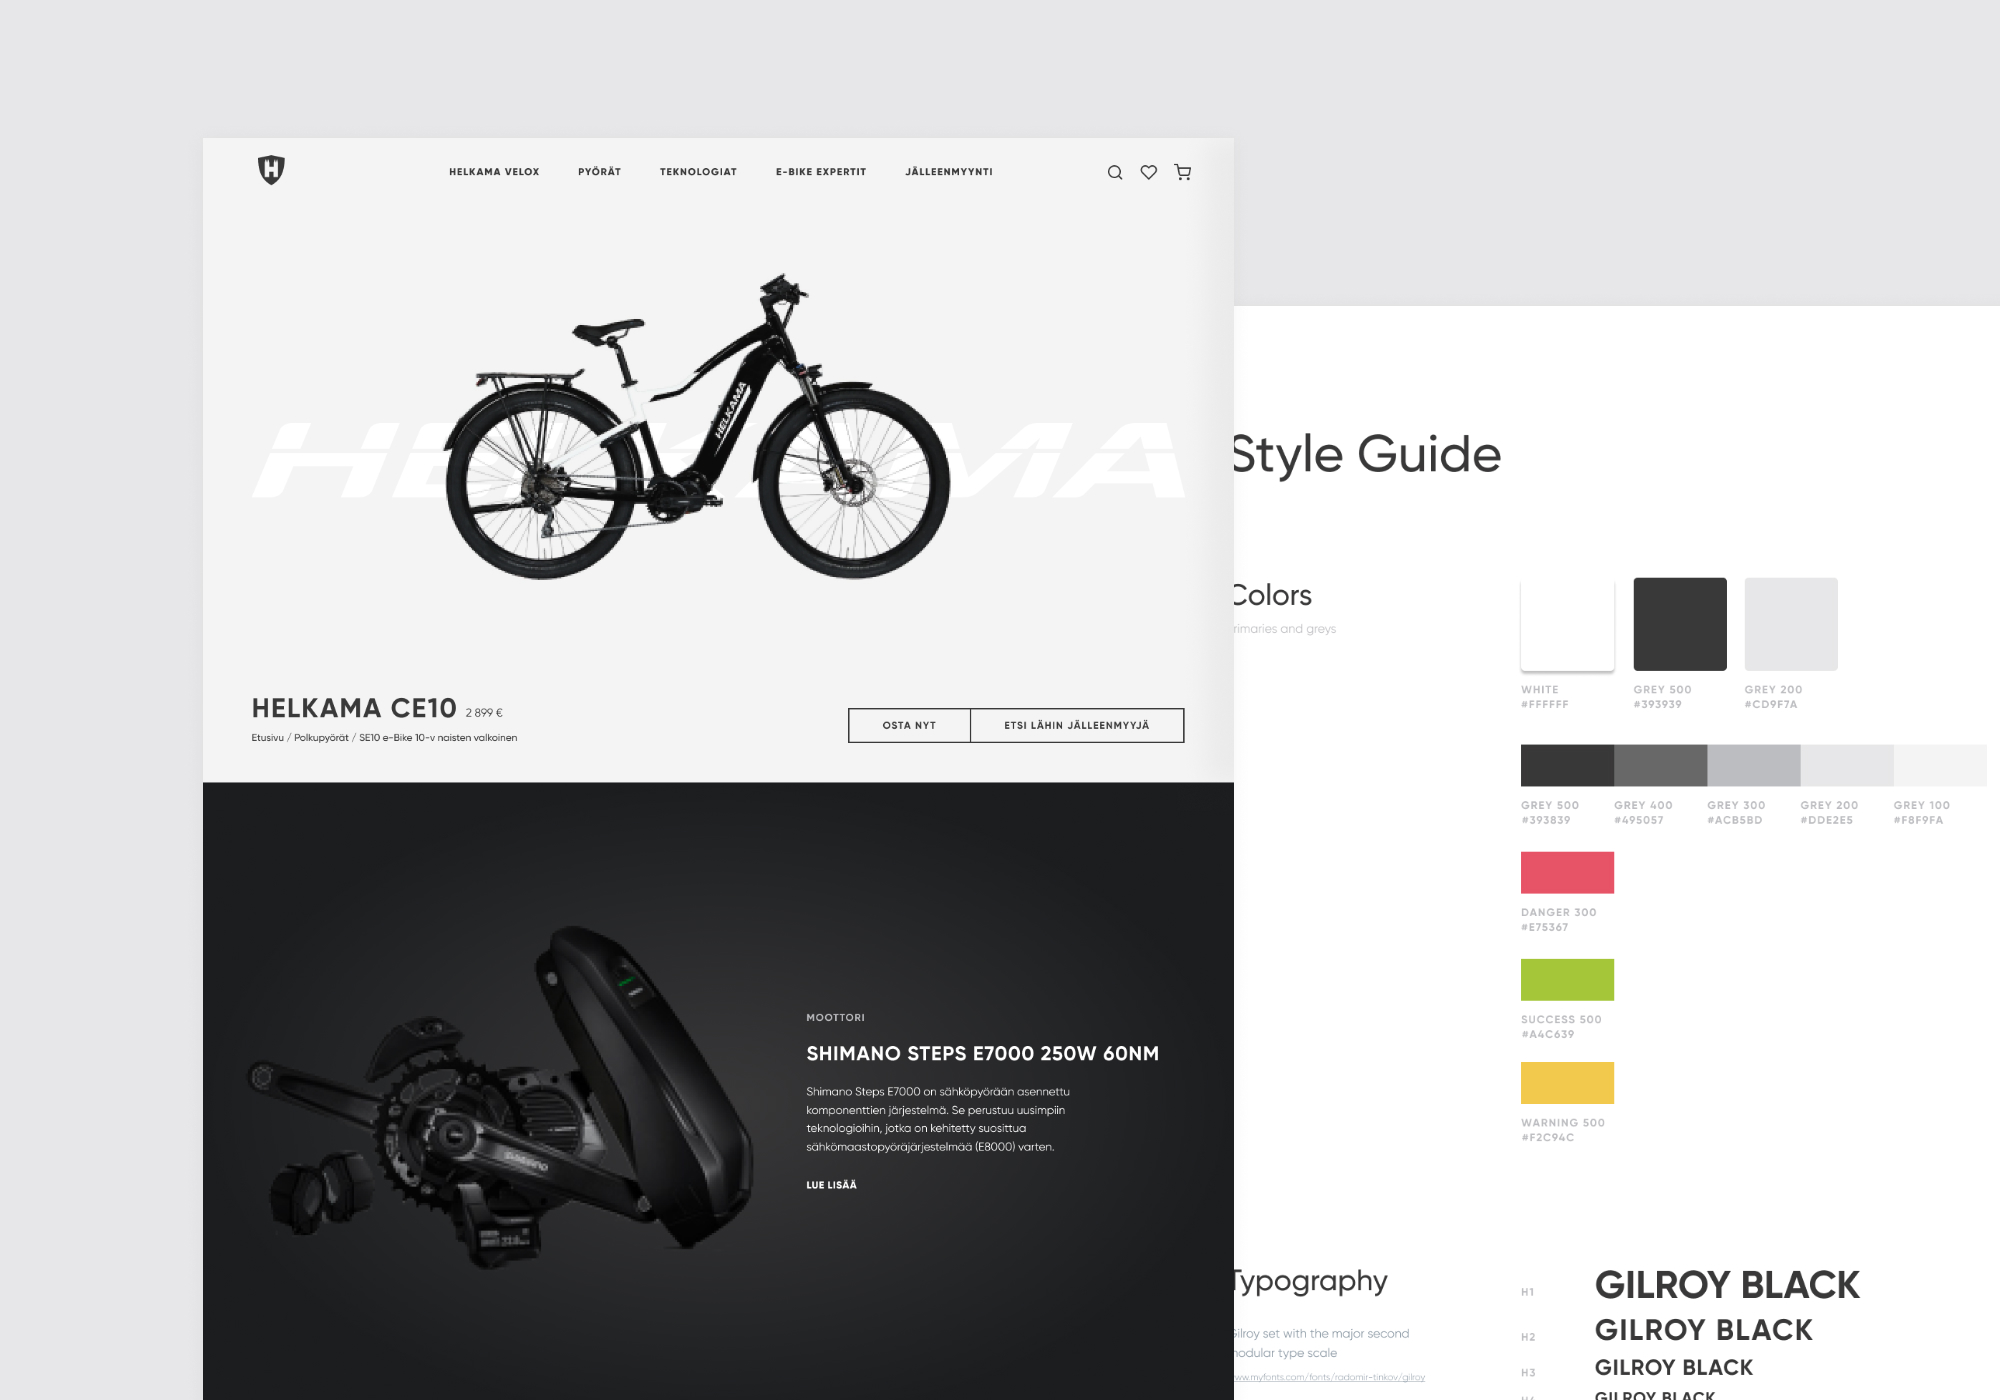 HELKAMA VELOX PYÖRÄT TEKNOLOGIAT E-BIKE EXPERTIT JÄLLEENMYYNTI
HELKAMA
HELKAMA
HELKAMA CE10 2 899 €
Etusivu / Polkupyörät / SE10 e-Bike 10-v naisten valkoinen
OSTA NYT
ETSI LÄHIN JÄLLEENMYYJÄ
MOOTTORI
SHIMANO STEPS E7000 250W 60NM
Shimano Steps E7000 on sähköpyörään asennettu
komponenttien järjestelmä. Se perustuu uusimpiin
teknologioihin, jotka on kehitetty suosittua
sähkömaastopyöräjärjestelmää (E8000) varten.
LUE LISÄÄ
SHIMANO
Style Guide
Colors
rimaries and greys
WHITE
#FFFFFF
GREY 500
#393939
GREY 200
#CD9F7A
GREY 500
#393839
GREY 400
#495057
GREY 300
#ACB5BD
GREY 200
#DDE2E5
GREY 100
#F8F9FA
DANGER 300
#E75367
SUCCESS 500
#A4C639
WARNING 500
#F2C94C
Typography
Gilroy set with the major second
modular type scale
www.myfonts.com/fonts/radomir-tinkov/gilroy
H1 GILROY BLACK
H2 GILROY BLACK
H3 GILROY BLACK
GILROY BLACK